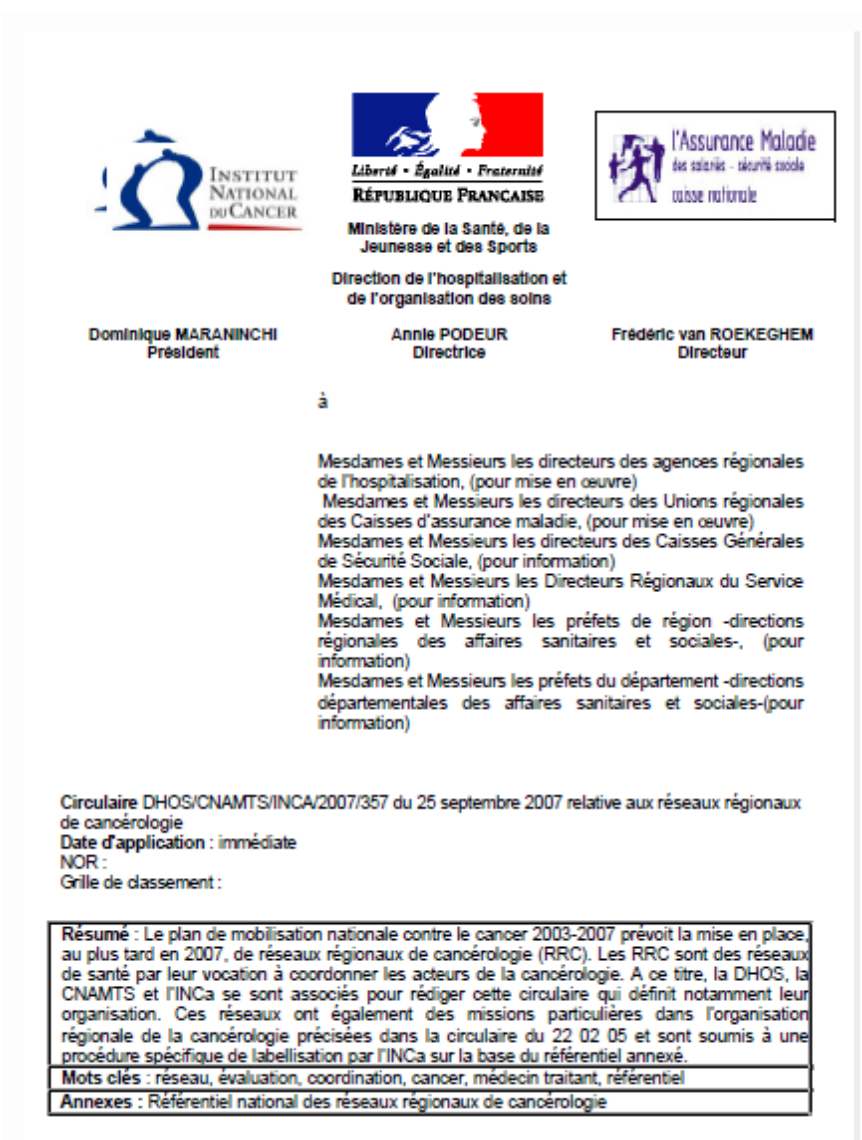 INSTITUT
NATIONAL
DU CANCER
Liberté • Égalité • Fraternité
RÉPUBLIQUE FRANÇAISE
Ministère de la Santé, de la
Jeunesse et des Sports
Direction de l'hospitalisation et
de l'organisation des soins
l'Assurance Maladie
des salariés - sécurité sociale
caisse nationale
Dominique MARANINCHI
Président
Annie PODEUR
Directrice
Frédéric van ROEKEGHEM
Directeur
à
Mesdames et Messieurs les directeurs des agences régionales
de l'hospitalisation, (pour mise en œuvre)
Mesdames et Messieurs les directeurs des Unions régionales
des Caisses d'assurance maladie, (pour mise en œuvre)
Mesdames et Messieurs les directeurs des Caisses Générales
de Sécurité Sociale, (pour information)
Mesdames et Messieurs les Directeurs Régionaux du Service
Médical, (pour information)
Mesdames et Messieurs les préfets de région -directions
régionales des affaires sanitaires et sociales-, (pour
information)
Mesdames et Messieurs les préfets du département -directions
départementales des affaires sanitaires et sociales-(pour
information)
Circulaire DHOS/CNAMTS/INCA/2007/357 du 25 septembre 2007 relative aux réseaux régionaux
de cancérologie
Date d'application : immédiate
NOR :
Grille de classement :
Résumé : Le plan de mobilisation nationale contre le cancer 2003-2007 prévoit la mise en place,
au plus tard en 2007, de réseaux régionaux de cancérologie (RRC). Les RRC sont des réseaux
de santé par leur vocation à coordonner les acteurs de la cancérologie. A ce titre, la DHOS, la
CNAMTS et l'INCa se sont associés pour rédiger cette circulaire qui définit notamment leur
organisation. Ces réseaux ont également des missions particulières dans l'organisation
régionale de la cancérologie précisées dans la circulaire du 22 02 05 et sont soumis à une
procédure spécifique de labellisation par l'INCa sur la base du référentiel annexé.
Mots clés : réseau, évaluation, coordination, cancer, médecin traitant, référentiel
Annexes : Référentiel national des réseaux régionaux de cancérologie